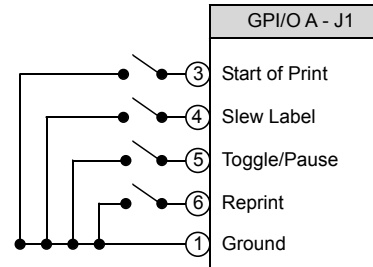 GPI/O A - J1
3 Start of Print
4 Slew Label
5 Toggle/Pause
6 Reprint
1 Ground